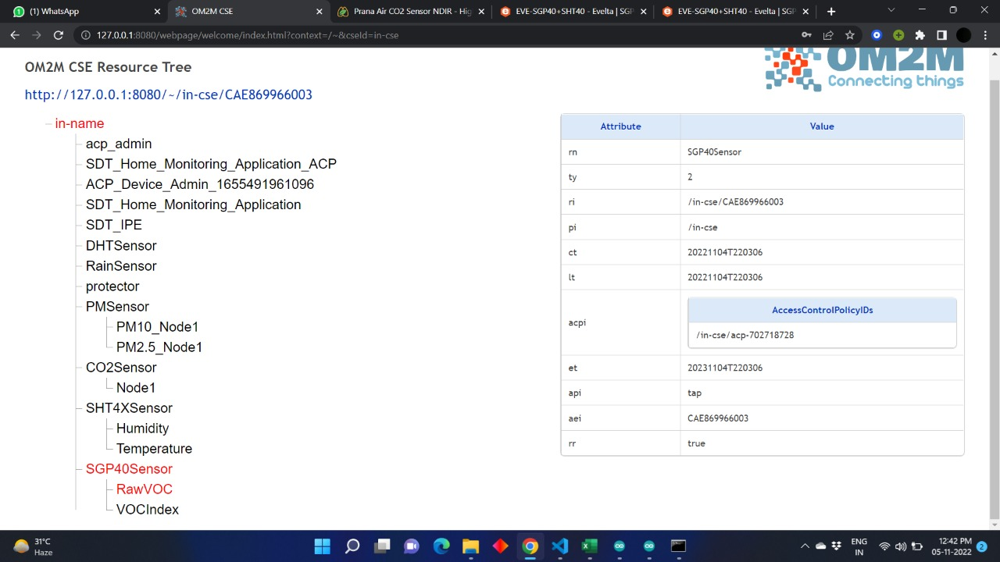 (1) WhatsApp
OM2M CSE
Prana Air CO2 Sensor NDIR - Hig
EVE-SGP40+SHT40 - Evelta | SGP
EVE-SGP40+SHT40 - Evelta | SGP
127.0.0.1:8080/webpage/welcome/index.html?context=/~&cseId=in-cse
OM2M CSE Resource Tree
OM2M
Connecting things
http://127.0.0.1:8080/~/in-cse/CAE869966003
in-name
acp_admin
SDT_Home_Monitoring_Application_ACP
ACP_Device_Admin_1655491961096
SDT_Home_Monitoring_Application
SDT_IPE
DHTSensor
RainSensor
protector
PMSensor
PM10_Node1
PM2.5_Node1
CO2Sensor
Node1
SHT4XSensor
Humidity
Temperature
SGP40Sensor
RawVOC
VOCIndex
Attribute Value
rn SGP40Sensor
ty 2
ri /in-cse/CAE869966003
pi /in-cse
ct 20221104T220306
lt 20221104T220306
acpi
AccessControlPolicyIDs
/in-cse/acp-702718728
et 20231104T220306
api tap
aei CAE869966003
rr true
31°C
Haze
ENG
IN
12:42 PM
05-11-2022
2